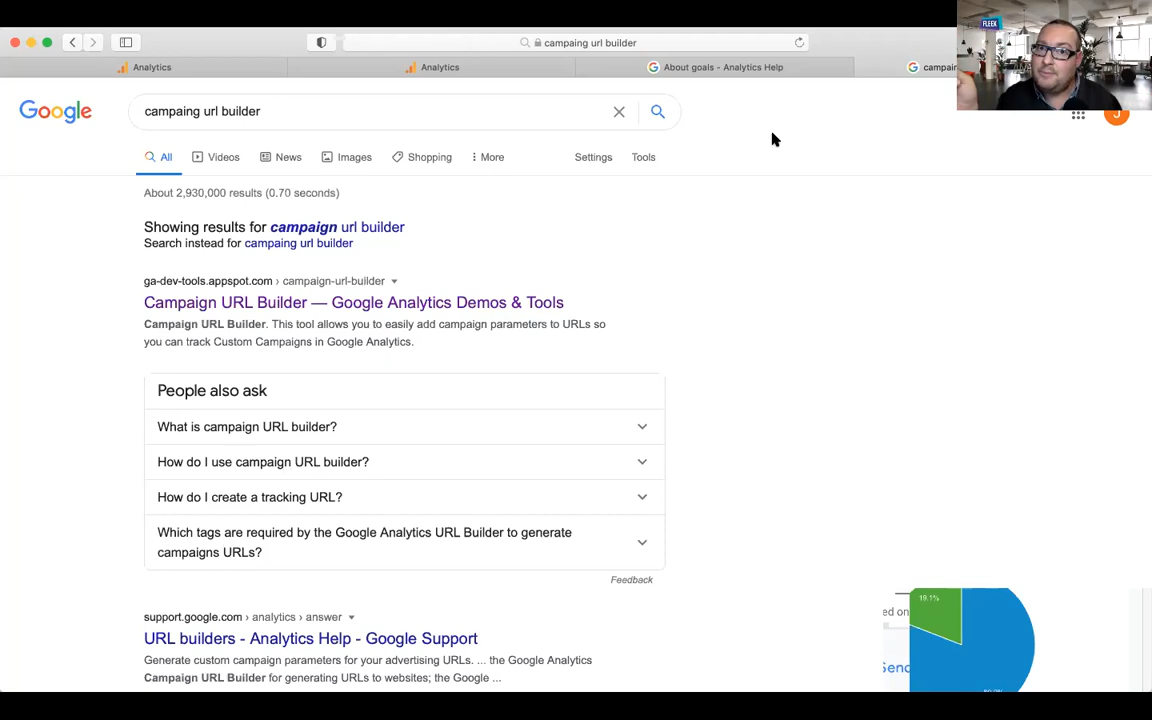 campaing url builder
Analytics
Analytics
About goals - Analytics Help
campai
FLEEK
Google
campaing url builder
J
All
Videos
News
Images
Shopping
More
Settings
Tools
About 2,930,000 results (0.70 seconds)
Showing results for campaign url builder
Search instead for campaing url builder
ga-dev-tools.appspot.com › campaign-url-builder
Campaign URL Builder — Google Analytics Demos & Tools
Campaign URL Builder. This tool allows you to easily add campaign parameters to URLs so
you can track Custom Campaigns in Google Analytics.
People also ask
What is campaign URL builder?
How do I use campaign URL builder?
How do I create a tracking URL?
Which tags are required by the Google Analytics URL Builder to generate
campaigns URLs?
Feedback
support.google.com › analytics › answer
URL builders - Analytics Help - Google Support
Generate custom campaign parameters for your advertising URLs. ... the Google Analytics
Campaign URL Builder for generating URLs to websites; the Google ...
19.1%
ed on
Send